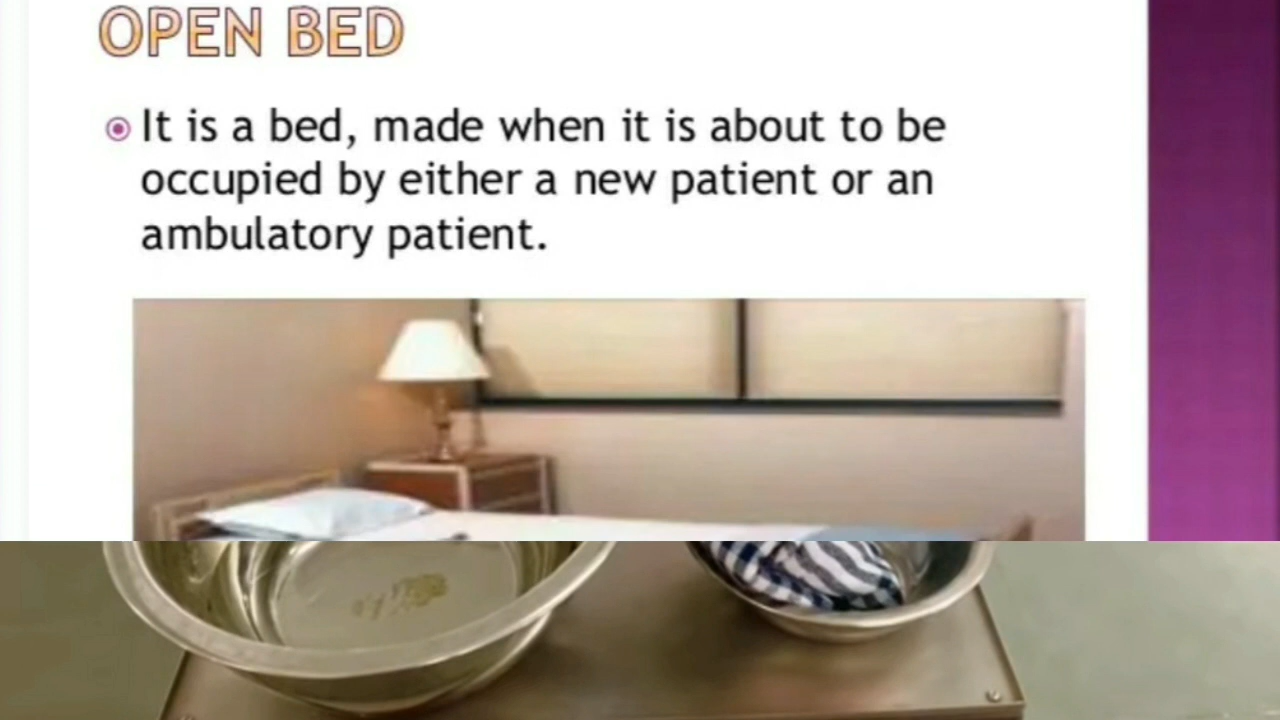 OPEN BED
It is a bed, made when it is about to be
occupied by either a new patient or an
ambulatory patient.